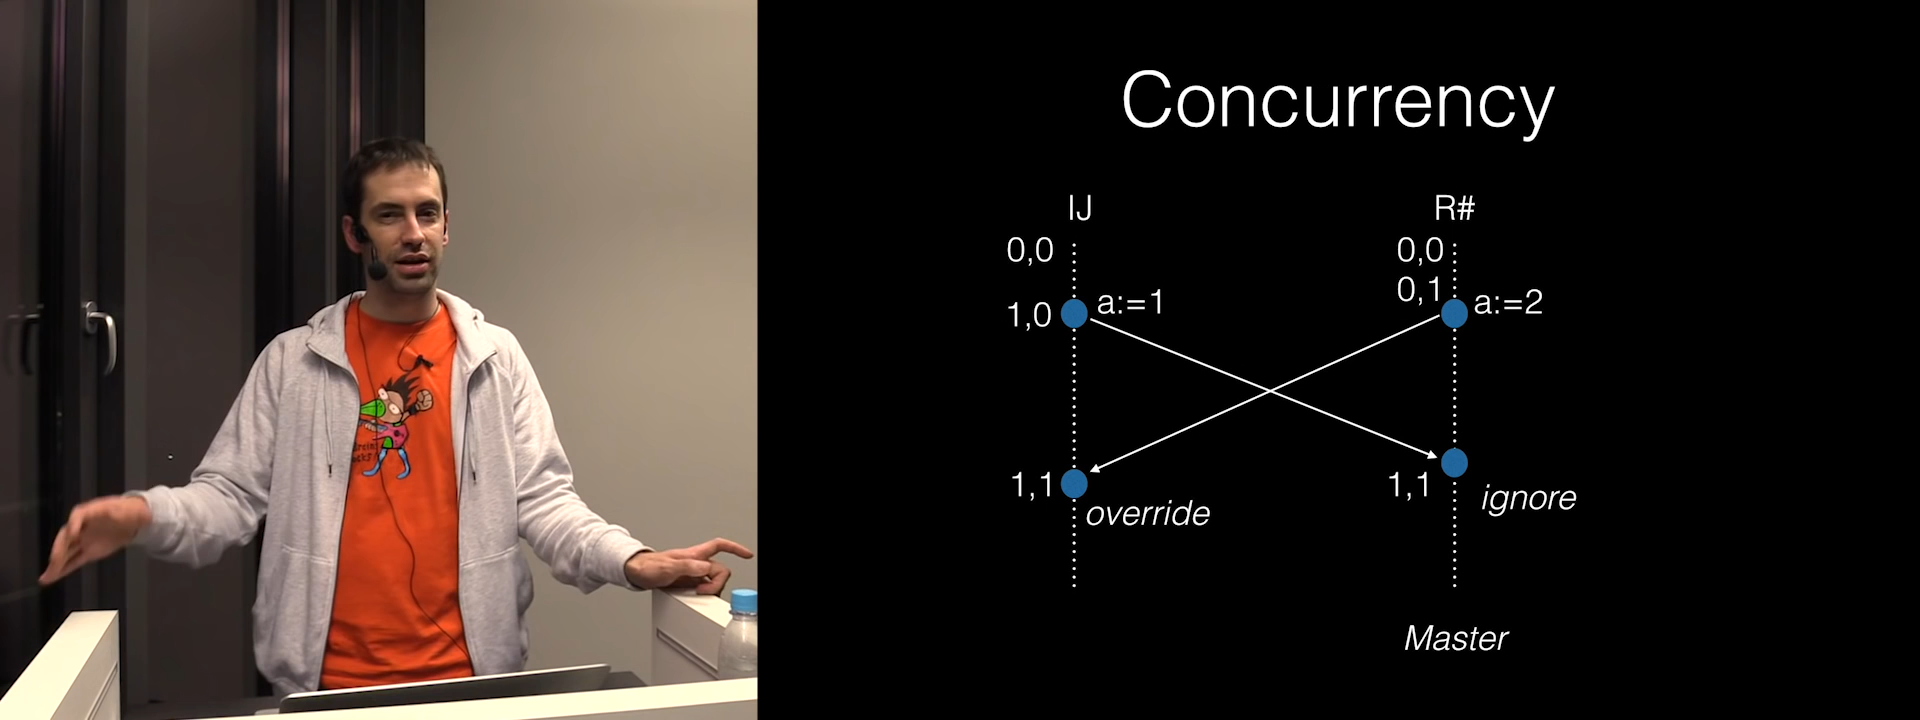 Concurrency
IJ
R#
0,0
0,0
0,1
1,0
a:=1
a:=2
1,1
override
1,1
ignore
Master